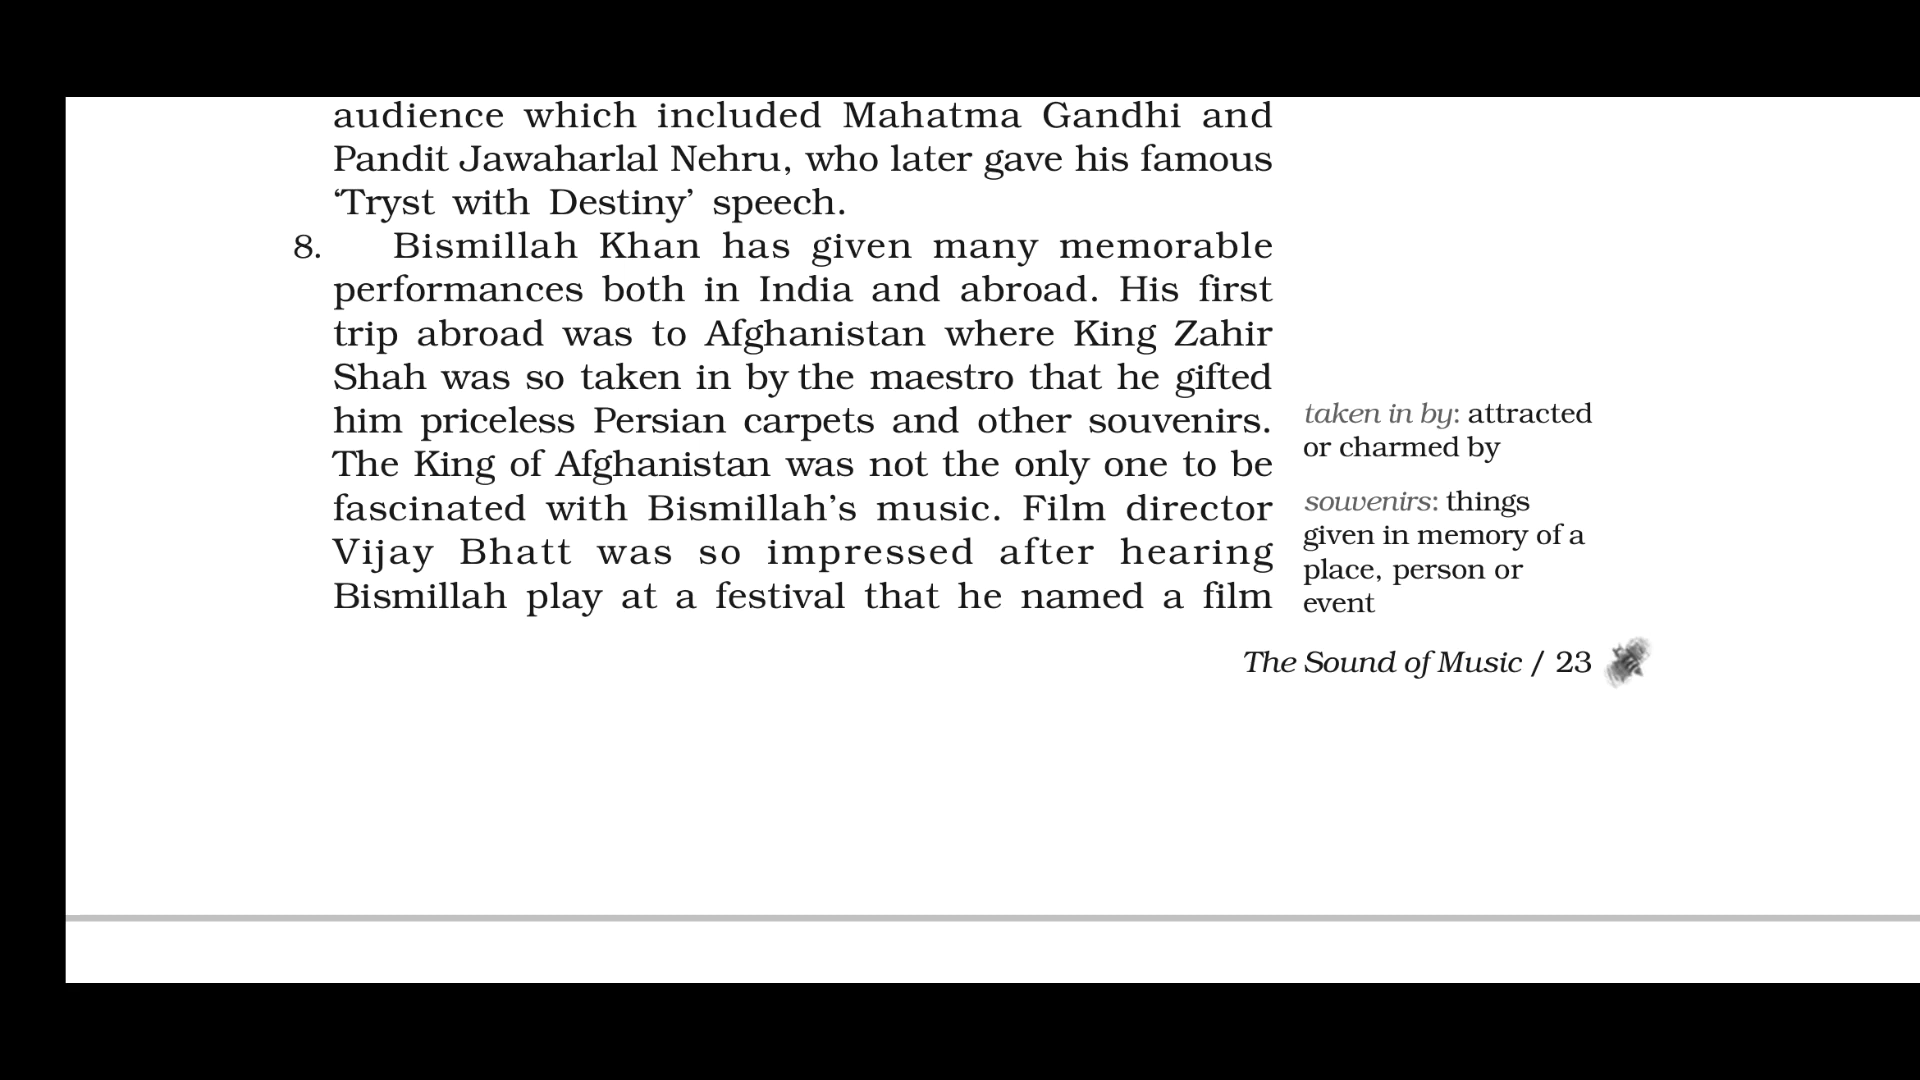 audience which included Mahatma Gandhi and
Pandit Jawaharlal Nehru, who later gave his famous
‘Tryst with Destiny’ speech.
8. Bismillah Khan has given many memorable
performances both in India and abroad. His first
trip abroad was to Afghanistan where King Zahir
Shah was so taken in by the maestro that he gifted
him priceless Persian carpets and other souvenirs.
The King of Afghanistan was not the only one to be
fascinated with Bismillah’s music. Film director
Vijay Bhatt was so impressed after hearing
Bismillah play at a festival that he named a film
taken in by: attracted
or charmed by
souvenirs: things
given in memory of a
place, person or
event
The Sound of Music / 23